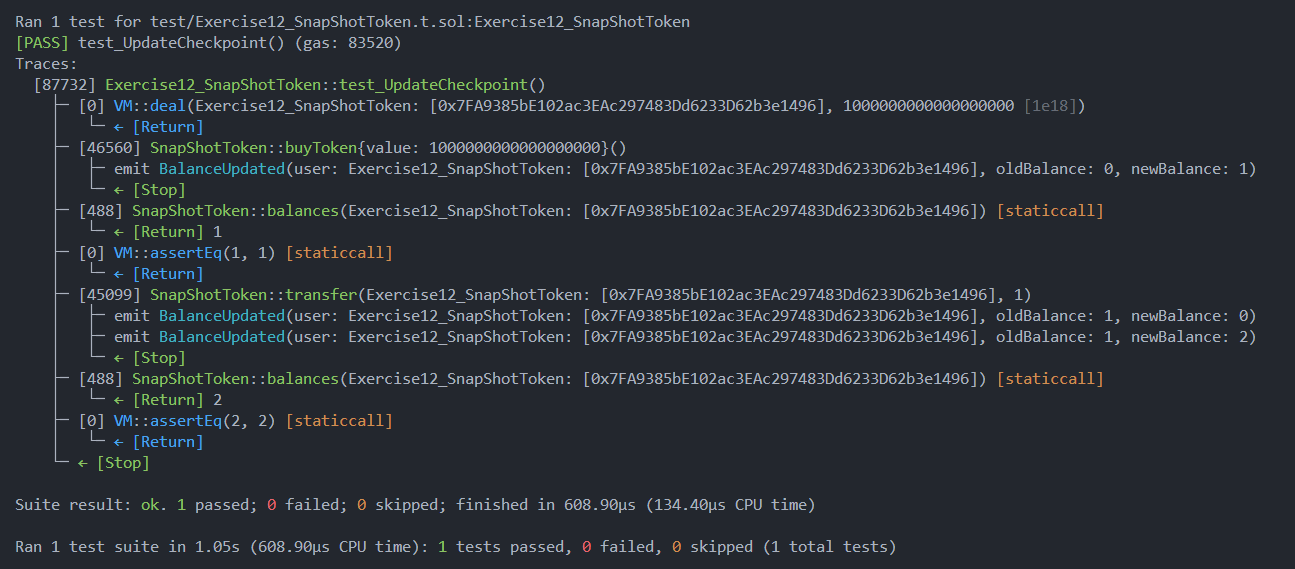 Ran 1 test for test/Exercise12_SnapShotToken.t.sol:Exercise12_SnapShotToken
[PASS] test_UpdateCheckpoint() (gas: 83520)
Traces:
  [87732] Exercise12_SnapShotToken::test_UpdateCheckpoint()
    ├─ [0] VM::deal(Exercise12_SnapShotToken: [0x7FA9385bE102ac3EAc297483Dd6233D62b3e1496], 1000000000000000000 [1e18])
    │   └─ ← [Return]
    ├─ [46560] SnapShotToken::buyToken{value: 1000000000000000000}()
    │   ├─ emit BalanceUpdated(user: Exercise12_SnapShotToken: [0x7FA9385bE102ac3EAc297483Dd6233D62b3e1496], oldBalance: 0, newBalance: 1)
    │   └─ ← [Stop]
    ├─ [488] SnapShotToken::balances(Exercise12_SnapShotToken: [0x7FA9385bE102ac3EAc297483Dd6233D62b3e1496]) [staticcall]
    │   └─ ← [Return] 1
    ├─ [0] VM::assertEq(1, 1) [staticcall]
    │   └─ ← [Return]
    ├─ [45099] SnapShotToken::transfer(Exercise12_SnapShotToken: [0x7FA9385bE102ac3EAc297483Dd6233D62b3e1496], 1)
    │   ├─ emit BalanceUpdated(user: Exercise12_SnapShotToken: [0x7FA9385bE102ac3EAc297483Dd6233D62b3e1496], oldBalance: 1, newBalance: 0)
    │   ├─ emit BalanceUpdated(user: Exercise12_SnapShotToken: [0x7FA9385bE102ac3EAc297483Dd6233D62b3e1496], oldBalance: 1, newBalance: 2)
    │   └─ ← [Stop]
    ├─ [488] SnapShotToken::balances(Exercise12_SnapShotToken: [0x7FA9385bE102ac3EAc297483Dd6233D62b3e1496]) [staticcall]
    │   └─ ← [Return] 2
    ├─ [0] VM::assertEq(2, 2) [staticcall]
    │   └─ ← [Return]
    └─ ← [Stop]
Suite result: ok. 1 passed; 0 failed; 0 skipped; finished in 608.90µs (134.40µs CPU time)
Ran 1 test suite in 1.05s (608.90µs CPU time): 1 tests passed, 0 failed, 0 skipped (1 total tests)